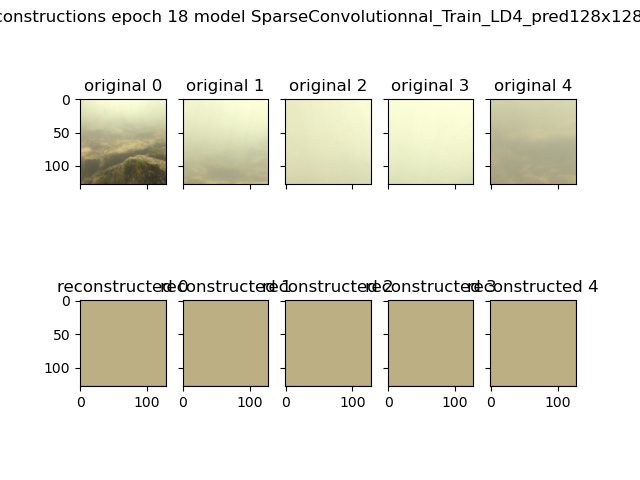 constructions epoch 18 model SparseConvolutionnal_Train_LD4_pred128x128
original 0 original 1 original 2 original 3 original 4
0
50
100
reconstructed 0 reconstructed 1 reconstructed 2 reconstructed 3 reconstructed 4
0
50
100
0 100 0 100 0 100 0 100 0 100